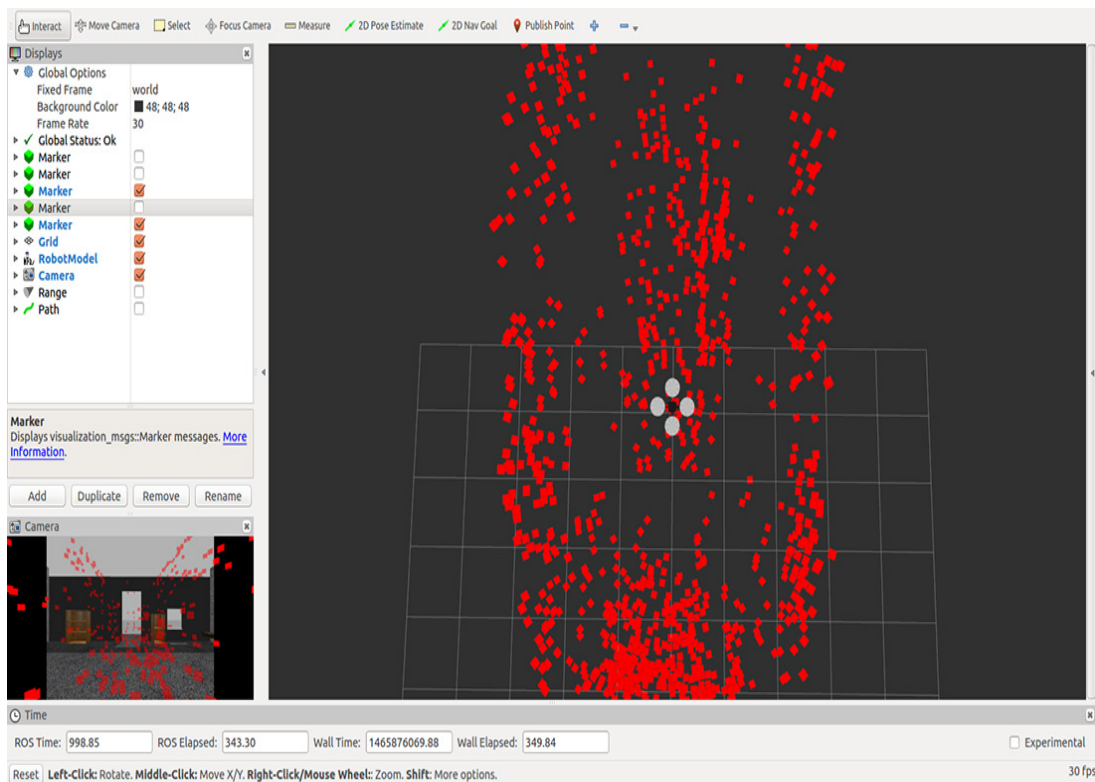 Interact Move Camera Select Focus Camera Measure 2D Pose Estimate 2D Nav Goal Publish Point
Displays
Global Options
Fixed Frame world
Background Color 48; 48; 48
Frame Rate 30
Global Status: Ok
Marker
Marker
Marker
Marker
Marker
Grid
RobotModel
Camera
Range
Path
Marker
Displays visualization_msgs::Marker messages. More
Information.
Add Duplicate Remove Rename
Camera
Time
ROS Time: 998.85 ROS Elapsed: 343.30 Wall Time: 1465876069.88 Wall Elapsed: 349.84 Experimental
Reset Left-Click: Rotate. Middle-Click: Move X/Y. Right-Click/Mouse Wheel:: Zoom. Shift: More options. 30 fps